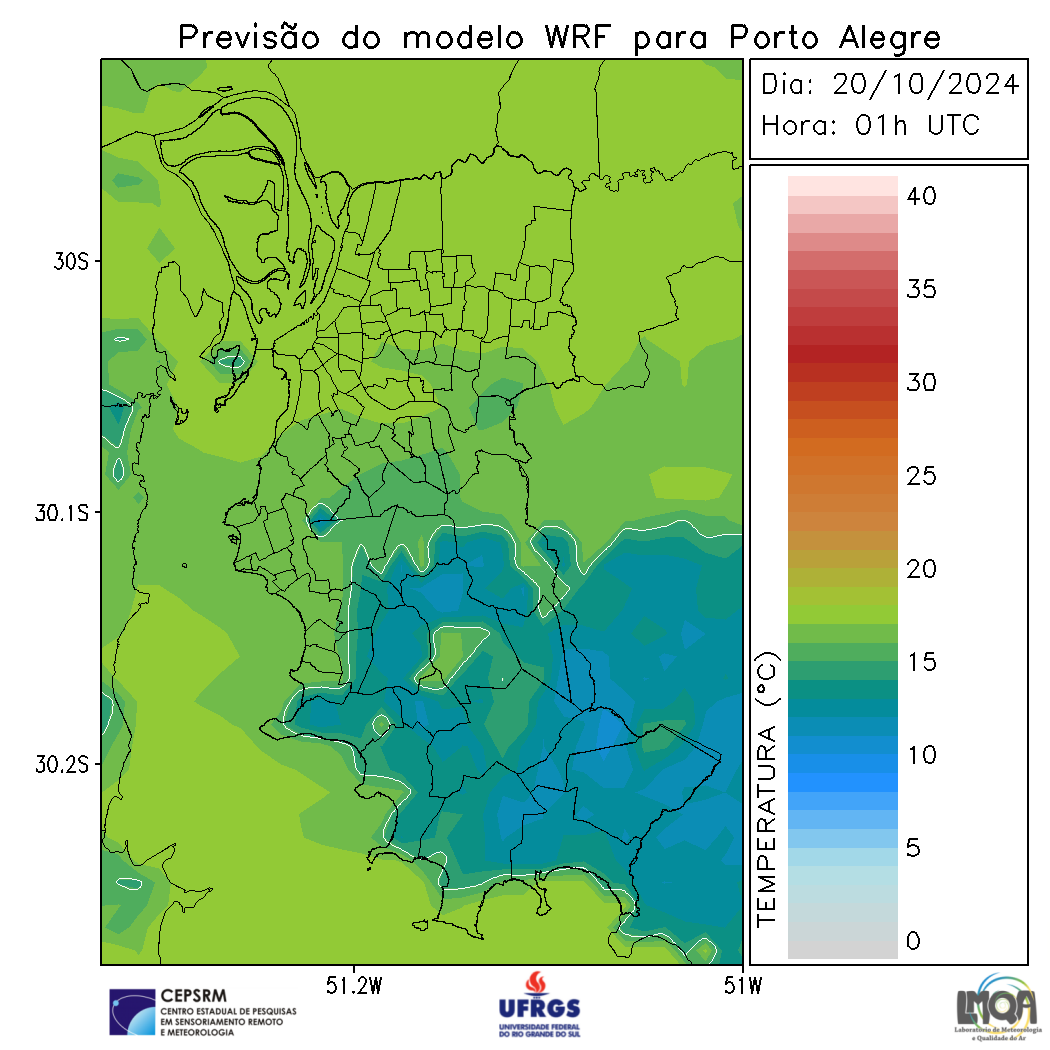 Previsão do modelo WRF para Porto Alegre
Dia: 20/10/2024
Hora: 01h UTC
40
35
30
25
20
15
10
5
0
TEMPERATURA (°C)
30S
30.1S
30.2S
51.2W
51W
CEPSRM
CENTRO ESTADUAL DE PESQUISAS
EM SENSORIAMENTO REMOTO
E METEOROLOGIA
UFRGS
UNIVERSIDADE FEDERAL
DO RIO GRANDE DO SUL
LMQA
Laboratório de Meteorologia
e Qualidade do Ar